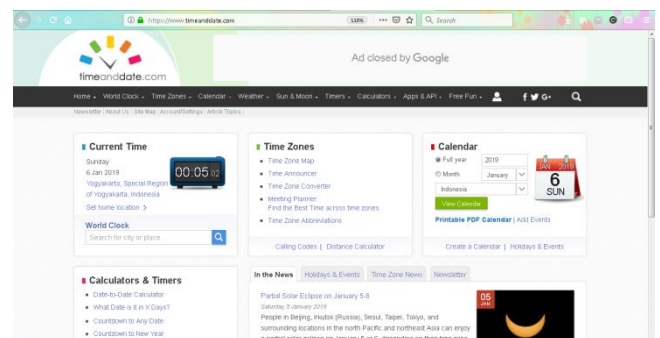 https://www.timeanddate.com
110%
Search
timeanddate.com
Ad closed by Google
Home World Clock Time Zones Calendar Weather Sun & Moon Timers Calculators Apps & API Free Fun
Newsletter | About Us | Site Map | Account/Settings | Article Topics |
Current Time
Sunday
6 Jan 2019
Yogyakarta, Special Region
of Yogyakarta, Indonesia
Set home location >
00:05 02
World Clock
Search for city or place
Time Zones
Time Zone Map
Time Announcer
Time Zone Converter
Meeting Planner:
Find the Best Time across time zones
Time Zone Abbreviations
Calling Codes | Distance Calculator
Calendar
Full year 2019
Month January
Indonesia
View Calendar
JAN 2019
6
SUN
Printable PDF Calendar | Add Events
Create a Calendar | Holidays & Events
Calculators & Timers
Date-to-Date Calculator
What Date is it in X Days?
Countdown to Any Date
Countdown to New Year
In the News Holidays & Events Time Zone News Newsletter
Partial Solar Eclipse on January 5-6
Saturday, 5 January 2019
People in Beijing, Irkutsk (Russia), Seoul, Taipei, Tokyo, and
surrounding locations in the north Pacific and northeast Asia can enjoy
05
JAN